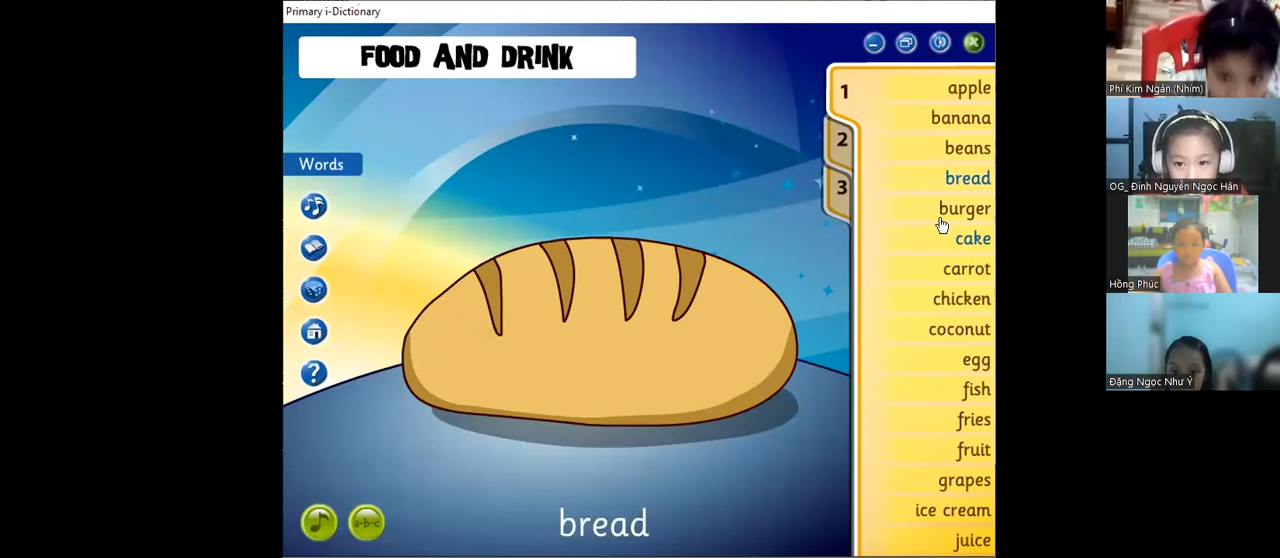 Primary i-Dictionary
FOOD AND DRINK
Words
a-b-c
bread
1
2
3
apple
banana
beans
bread
burger
cake
carrot
chicken
coconut
egg
fish
fries
fruit
grapes
ice cream
juice
Phí Kim Ngân.(Nhím)
OG_ Đinh Nguyễn Ngọc Hân
Hồng Phúc
Đặng Ngọc Như Ý